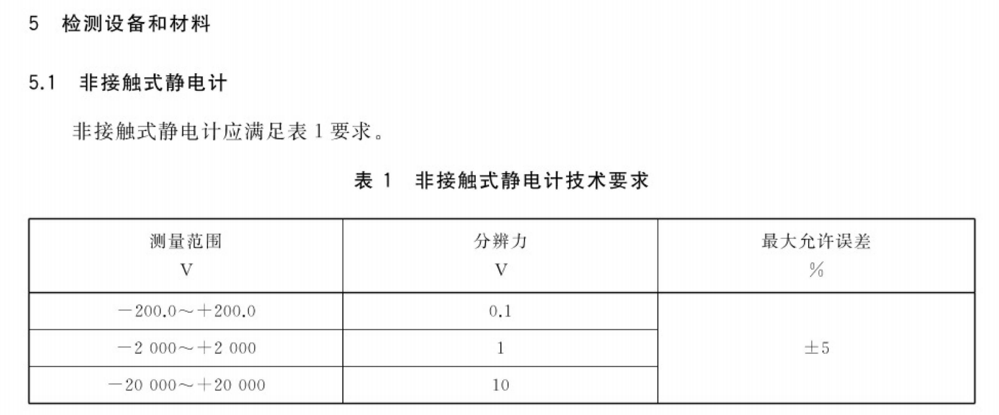 5 检测设备和材料
5.1 非接触式静电计
非接触式静电计应满足表 1 要求。
表 1 非接触式静电计技术要求
测量范围 分辨力 最大允许误差
V V %
－200.0～＋200.0 0.1
－2 000～＋2 000 1 ±5
－20 000～＋20 000 10